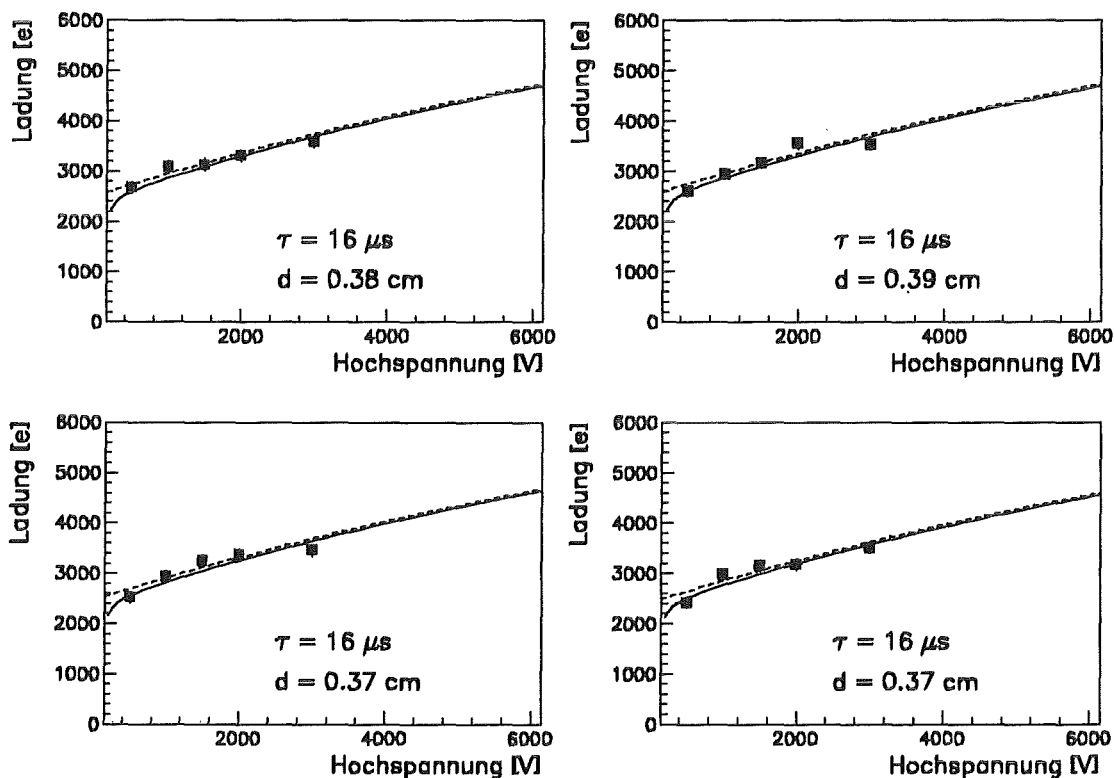 Ladung [e]
6000
5000
4000
3000
2000
1000
0
τ = 16 μs
d = 0.38 cm
2000 4000 6000
Hochspannung [V]
Ladung [e]
6000
5000
4000
3000
2000
1000
0
τ = 16 μs
d = 0.39 cm
2000 4000 6000
Hochspannung [V]
Ladung [e]
6000
5000
4000
3000
2000
1000
0
τ = 16 μs
d = 0.37 cm
2000 4000 6000
Hochspannung [V]
Ladung [e]
6000
5000
4000
3000
2000
1000
0
τ = 16 μs
d = 0.37 cm
2000 4000 6000
Hochspannung [V]